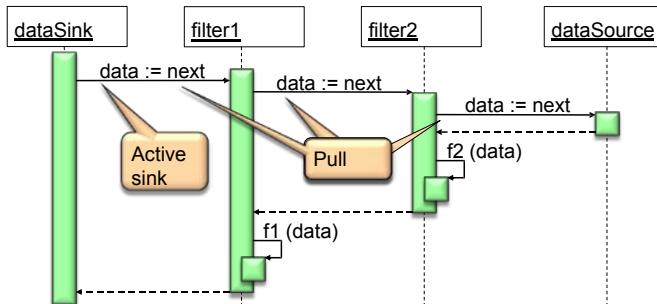 dataSink
filter1
filter2
dataSource
data := next
data := next
data := next
Active
sink
Pull
f2 (data)
f1 (data)